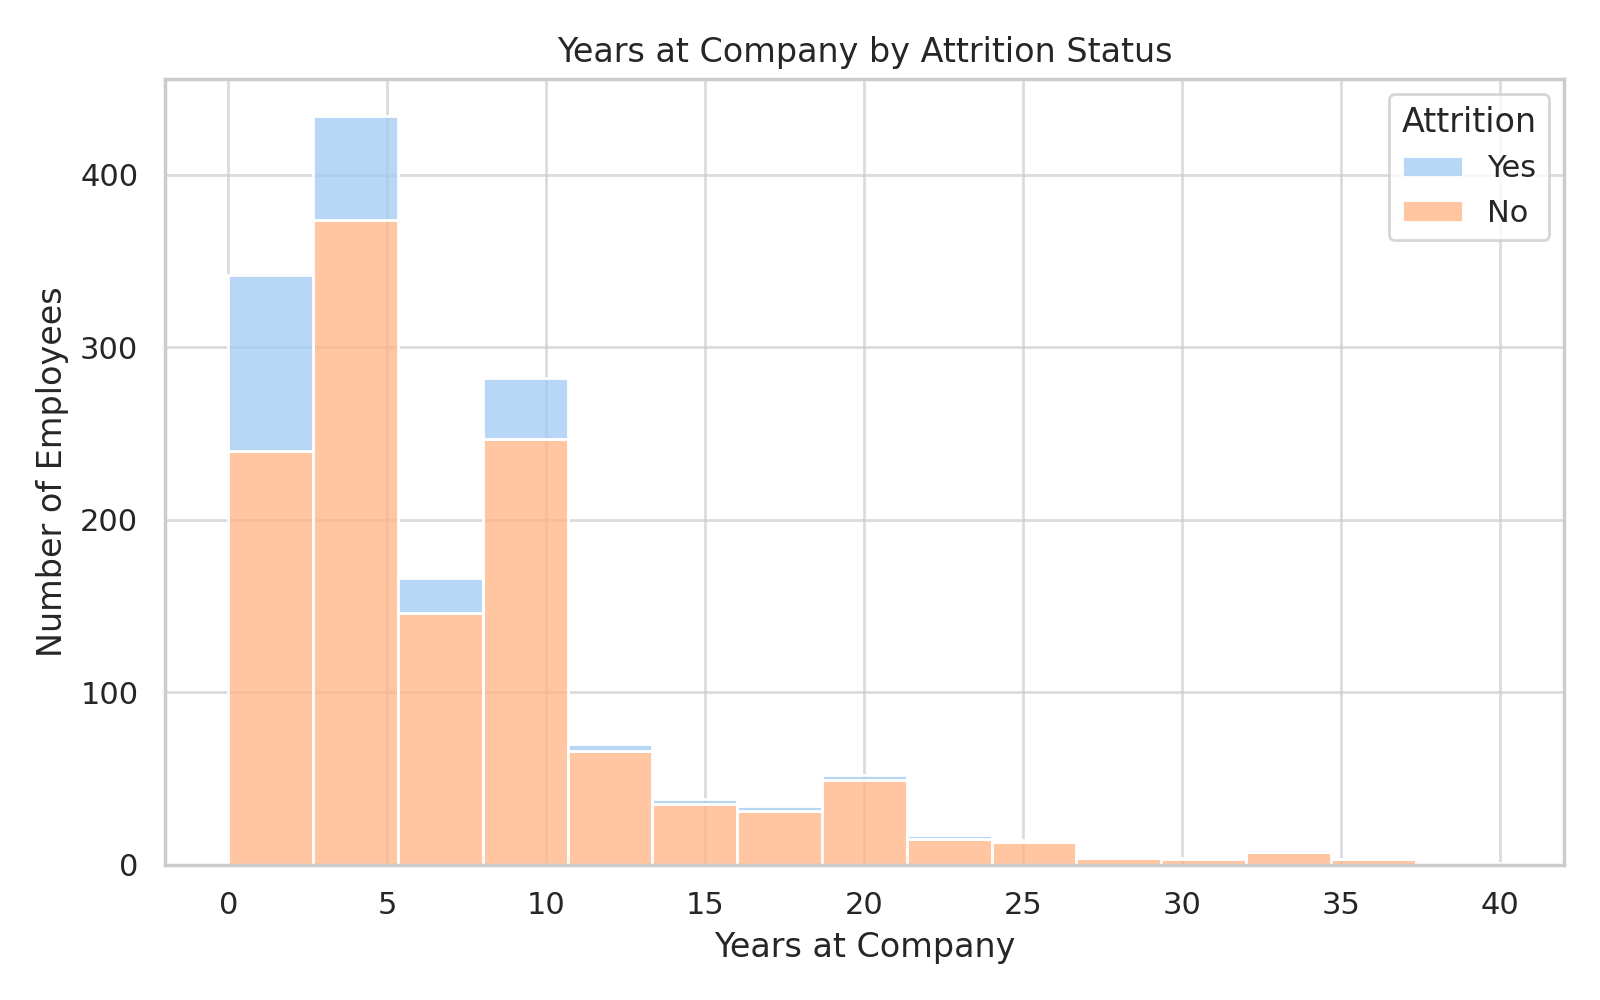 Years at Company by Attrition Status
Attrition
Yes
No
Number of Employees
400
300
200
100
0
0 5 10 15 20 25 30 35 40
Years at Company